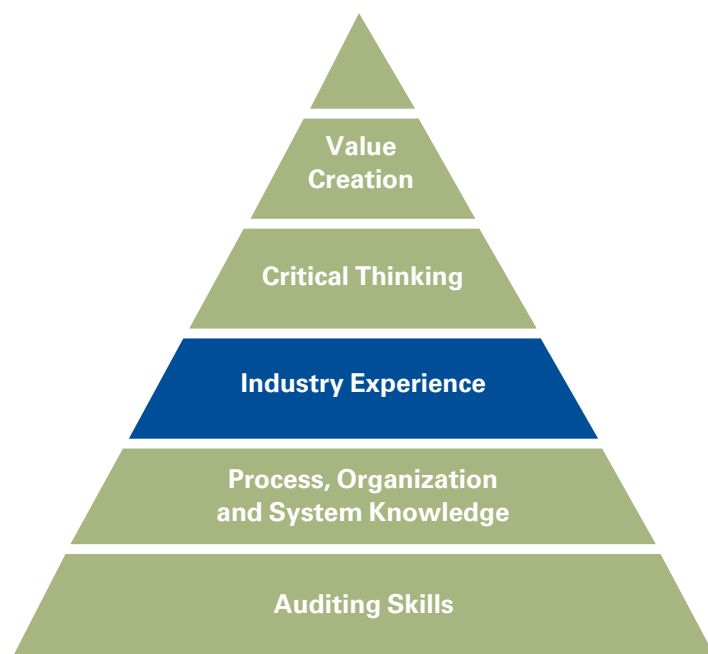 Value
Creation
Critical Thinking
Industry Experience
Process, Organization
and System Knowledge
Auditing Skills